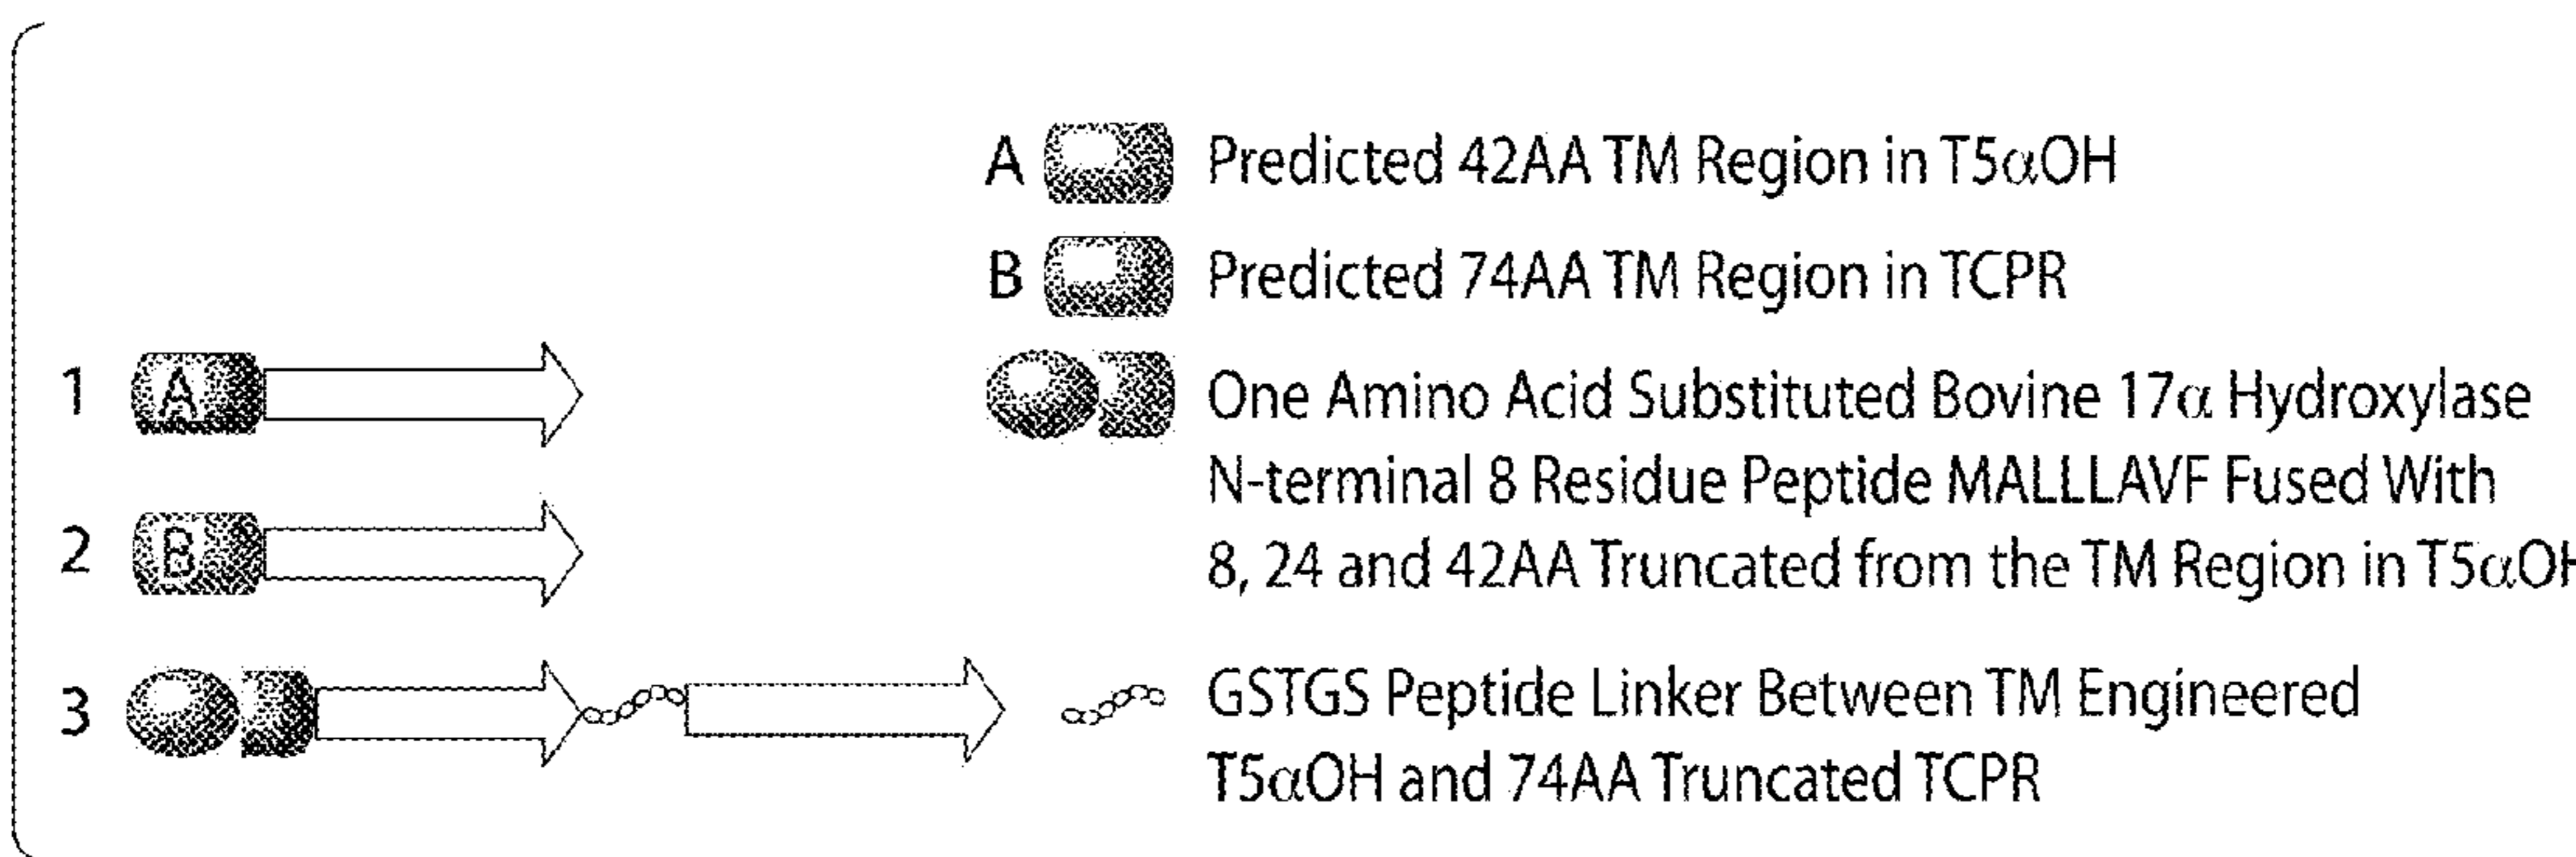 A Predicted 42AA TM Region in T5αOH
B Predicted 74AA TM Region in TCPR
1 A
One Amino Acid Substituted Bovine 17α Hydroxylase
N-terminal 8 Residue Peptide MALLLAVF Fused With
2 B
8, 24 and 42AA Truncated from the TM Region in T5αOH
3
GSTGS Peptide Linker Between TM Engineered
T5αOH and 74AA Truncated TCPR